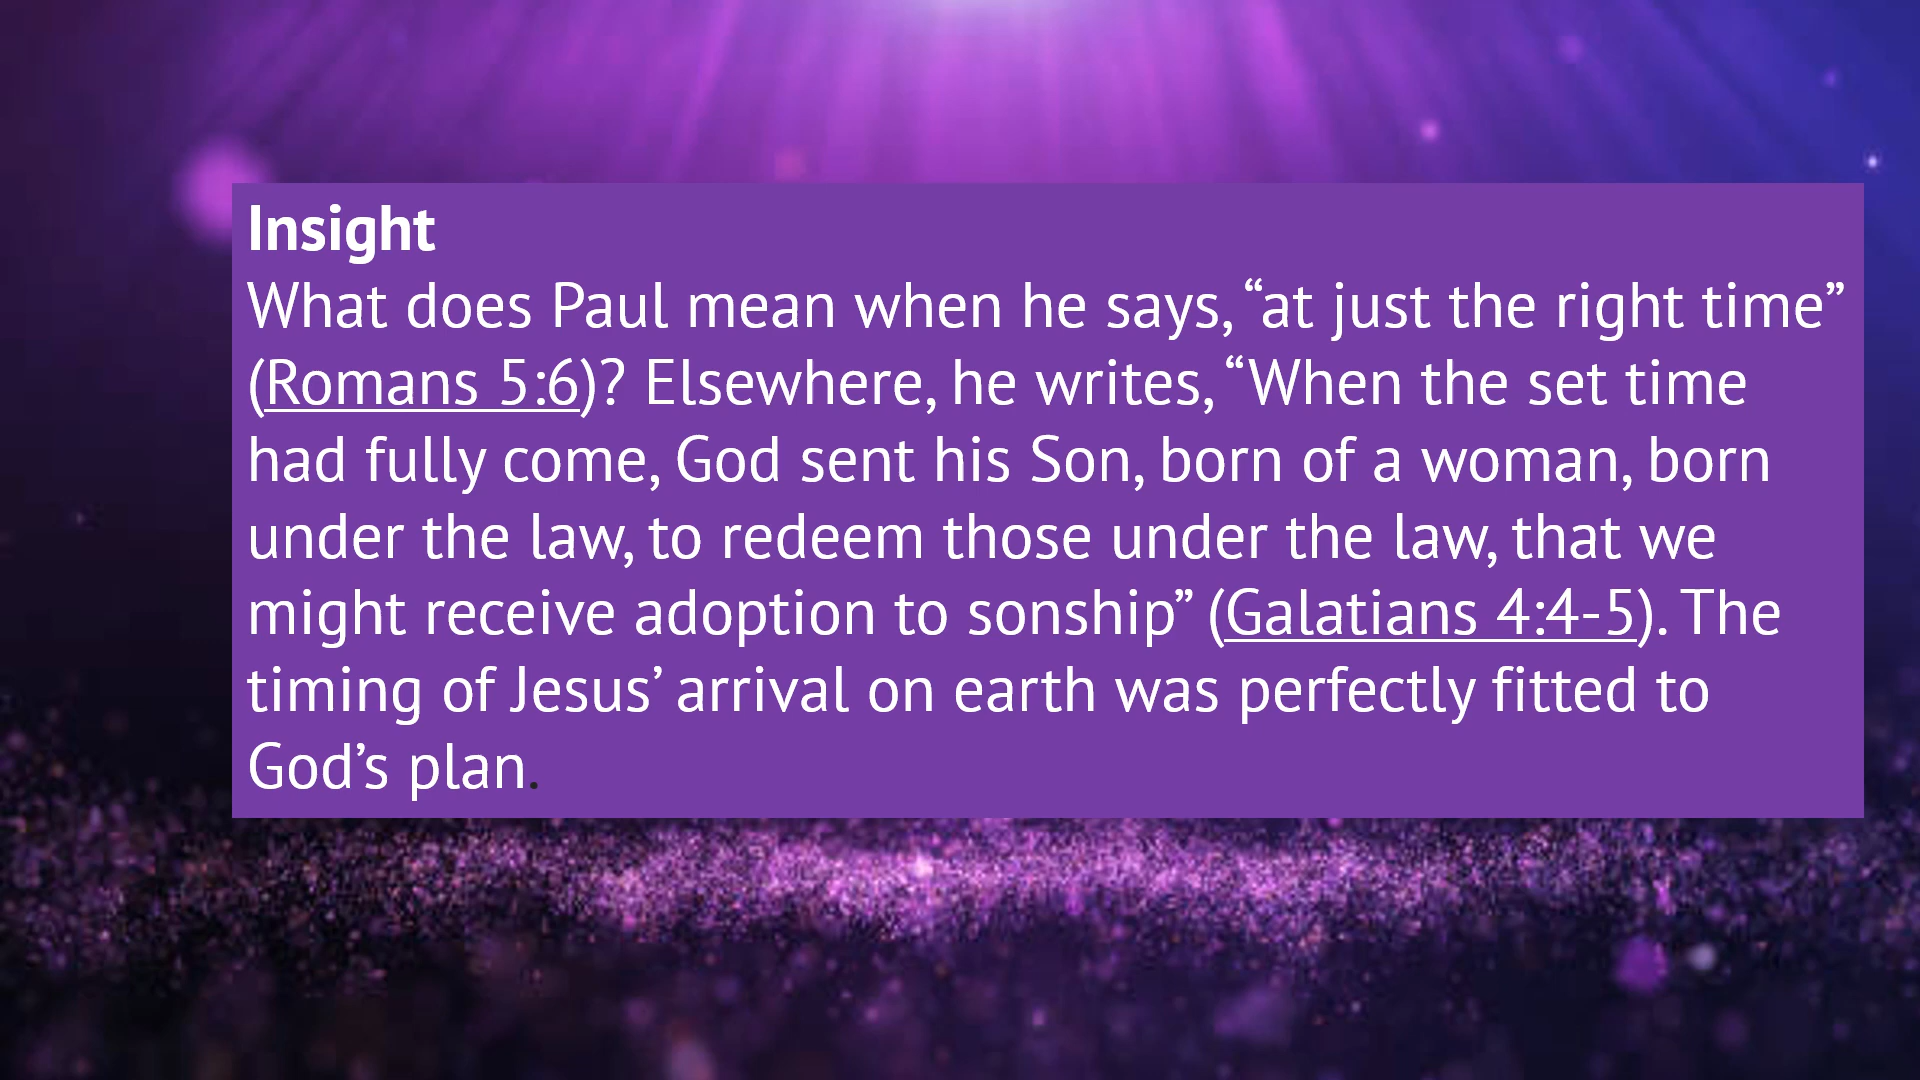 Insight
What does Paul mean when he says, “at just the right time”
(Romans 5:6)? Elsewhere, he writes, “When the set time
had fully come, God sent his Son, born of a woman, born
under the law, to redeem those under the law, that we
might receive adoption to sonship” (Galatians 4:4-5). The
timing of Jesus’ arrival on earth was perfectly fitted to
God’s plan.